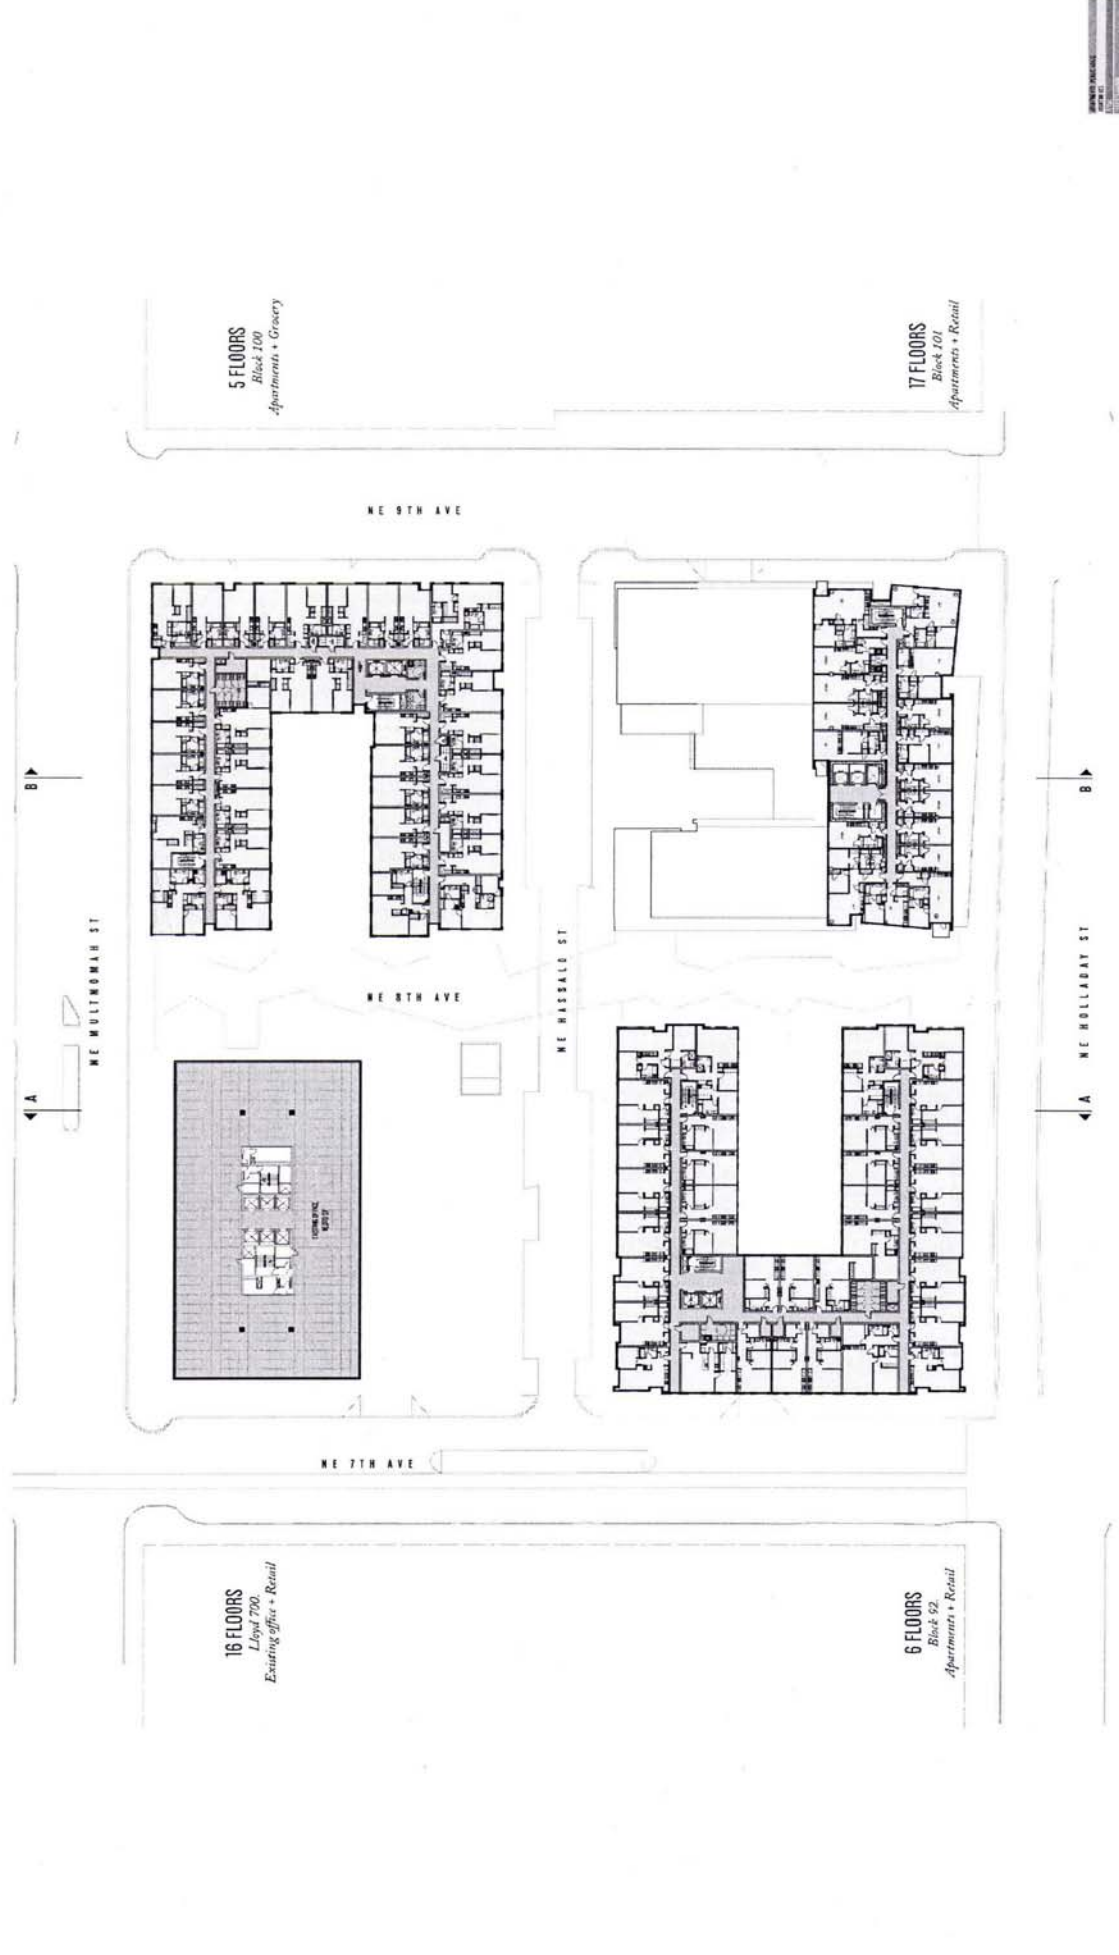 5 FLOORS
Block 100
Apartments + Grocery
17 FLOORS
Block 101
Apartments + Retail
NE 9TH AVE
B
B
NE MULTNOMAH ST
NE 8TH AVE
NE HASSALO ST
NE HOLLADAY ST
A
A
EXISTING OFFICE
NE 7TH AVE
16 FLOORS
Lloyd 700
Existing office + Retail
6 FLOORS
Block 92
Apartments + Retail